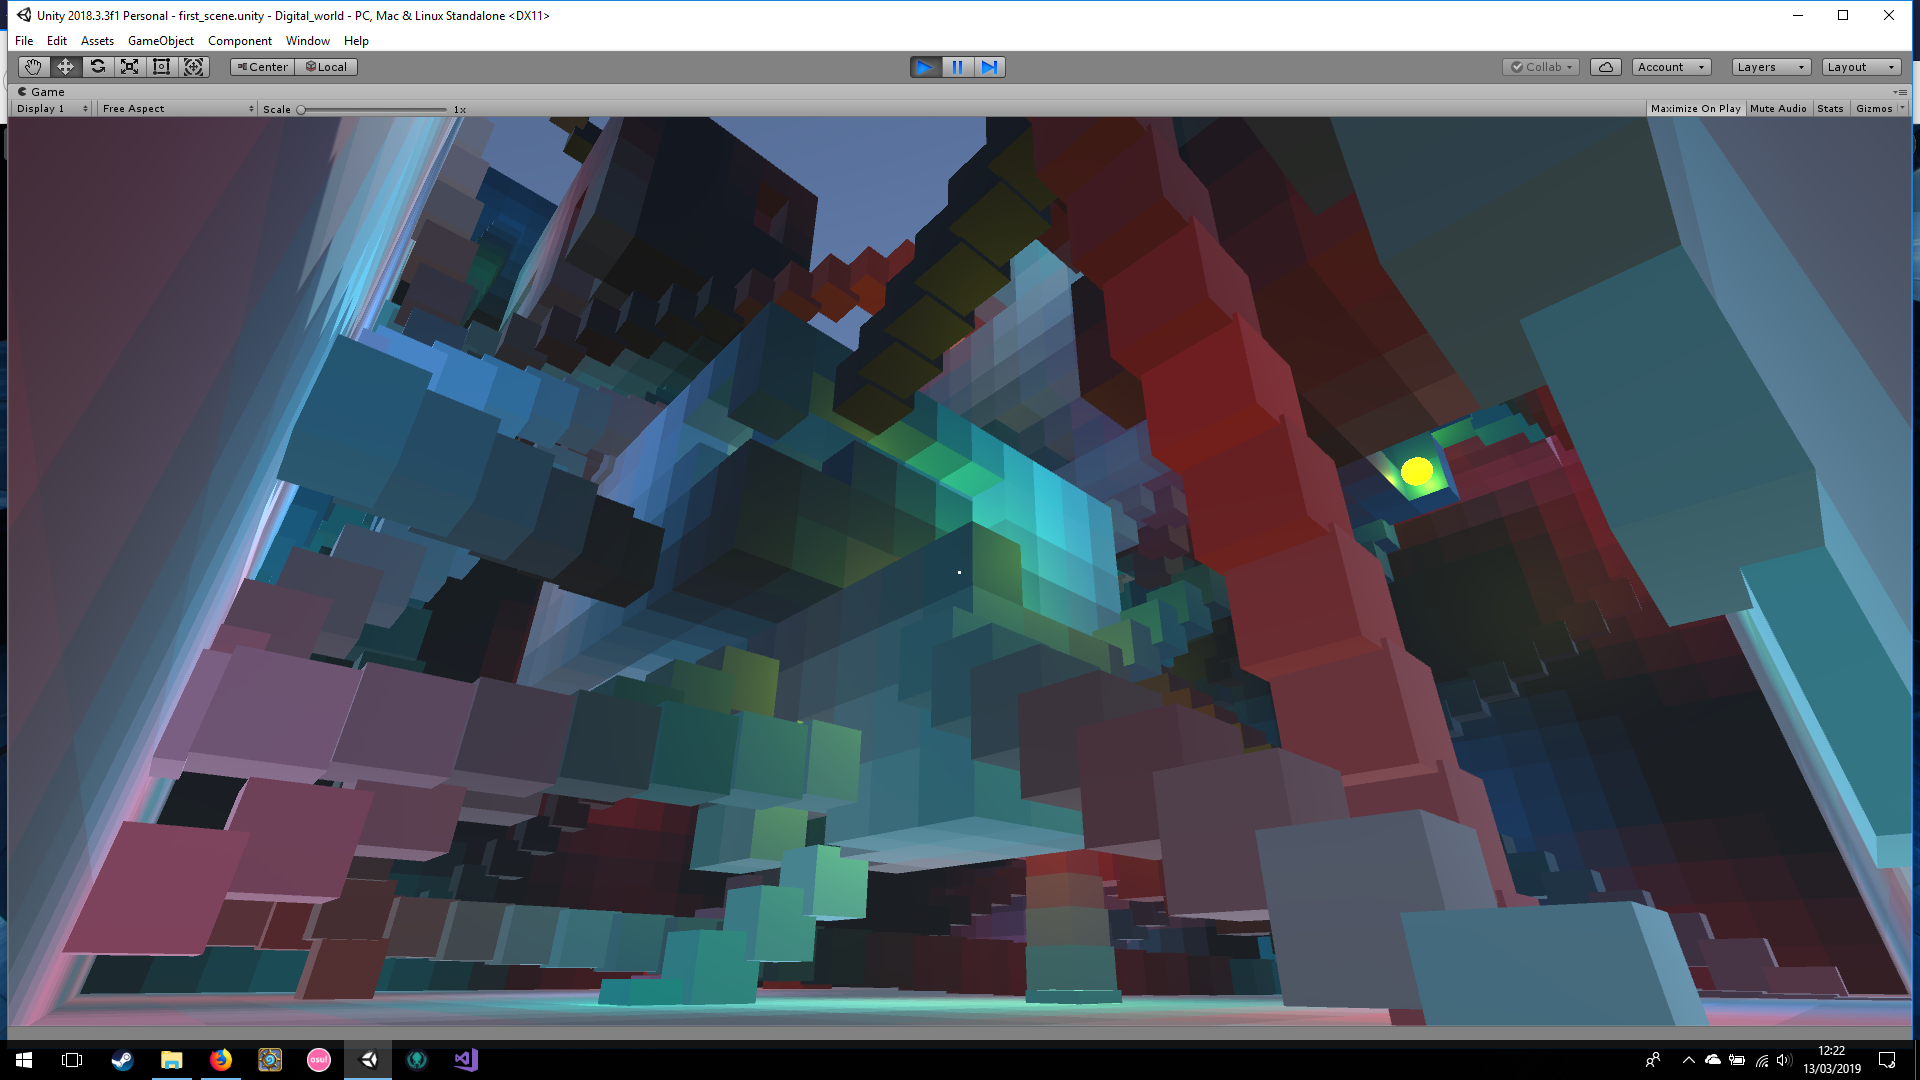 Unity 2018.3.3f1 Personal - first_scene.unity - Digital_world - PC, Mac & Linux Standalone <DX11>
File Edit Assets GameObject Component Window Help
Center Local Collab Account Layers Layout
Game
Display 1 Free Aspect Scale 1x Maximize On Play Mute Audio Stats Gizmos
osu!
12:22
13/03/2019